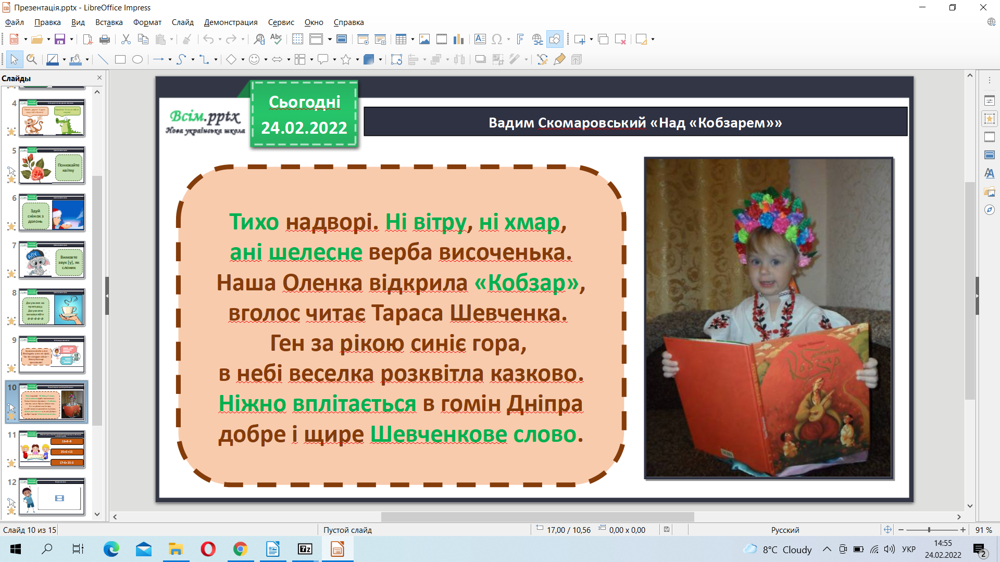 Презентація.pptx - LibreOffice Impress
Файл Правка Вид Вставка Формат Слайд Демонстрация Сервис Окно Справка
Слайды
4
5
Понюхайте
квітку
6
Здуй
сніжок з
долонь
7
Вимовте
звук [у], як
слоник
8
9
10
11
13+9-8
25+6+13
17-6+25-3
12
Всім.pptx
Нова українська школа
Сьогодні
24.02.2022
Вадим Скомаровський «Над «Кобзарем»»
Тихо надворі. Ні вітру, ні хмар,
ані шелесне верба височенька.
Наша Оленка відкрила «Кобзар»,
вголос читає Тараса Шевченка.
Ген за рікою синіє гора,
в небі веселка розквітла казково.
Ніжно вплітається в гомін Дніпра
добре і щире Шевченкове слово.
Кобзар
Слайд 10 из 15
Пустой слайд
17,00 / 10,56
0,00 x 0,00
Русский
91 %
8°C Cloudy
УКР
14:55
24.02.2022
2